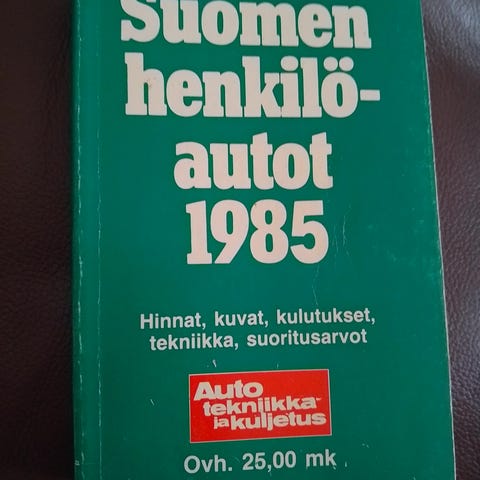 Suomen
henkilö-
autot
1985
Hinnat, kuvat, kulutukset,
tekniikka, suoritusarvot
Auto
tekniikka-
ja kuljetus
Ovh. 25,00 mk